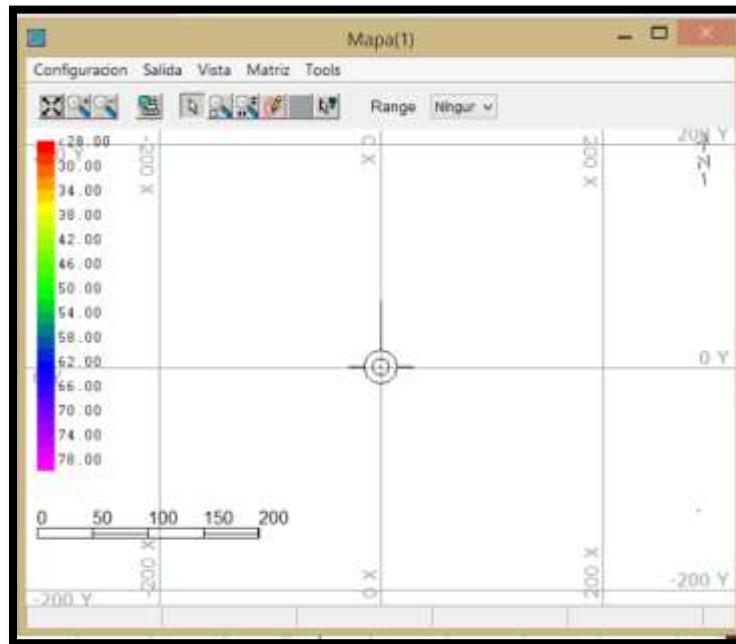 Mapa(1)
Configuracion Salida Vista Matriz Tools
Range Ningur
<28.00
30.00
34.00
38.00
42.00
46.00
50.00
54.00
58.00
62.00
66.00
70.00
74.00
78.00
-200 X
0 X
200 X
200 Y
0 Y
0 50 100 150 200
-200 X
0 X
200 X
-200 Y
-200 Y